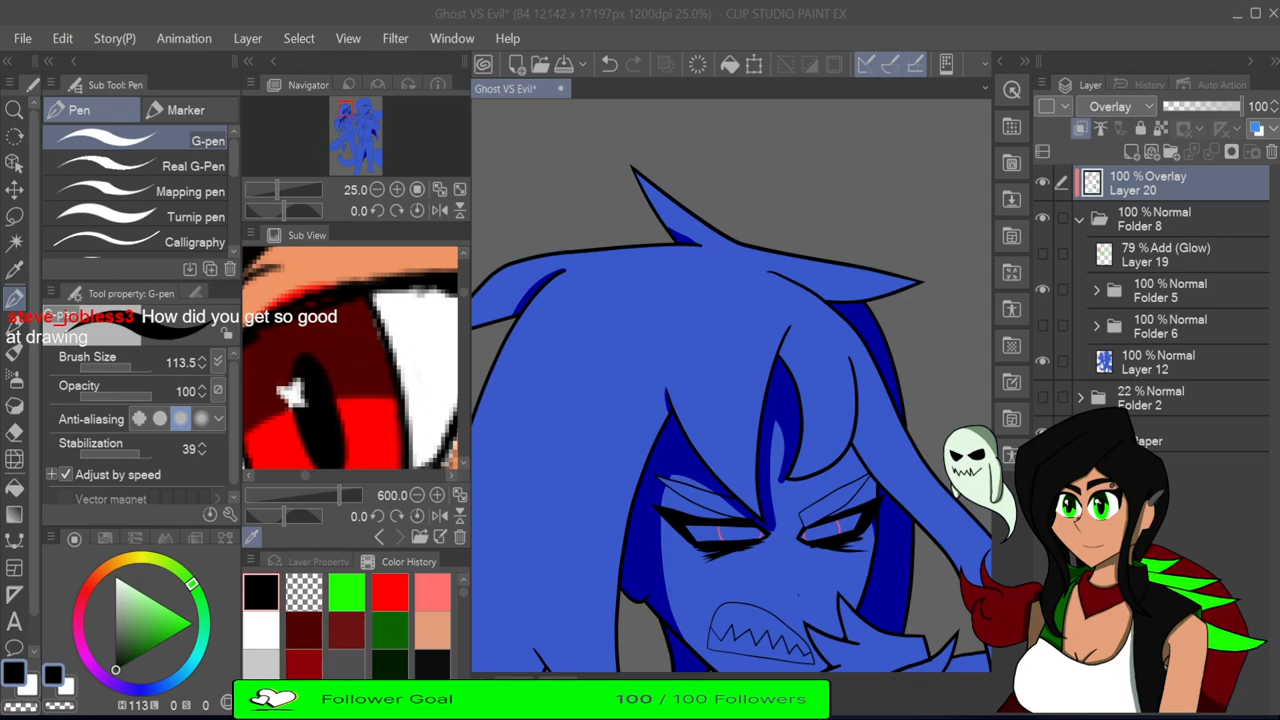 Ghost VS Evil* (B4 12142 x 17197px 1200dpi 25.0%) - CLIP STUDIO PAINT EX
File Edit Story(P) Animation Layer Select View Filter Window Help
Sub Tool: Pen
Navigator
Ghost VS Evil*
Layer
History
Auto Action
Pen
Marker
Overlay
100
G-pen
Real G-Pen
Mapping pen
Turnip pen
Calligraphy
25.0
0.0
Sub View
100 % Overlay
Layer 20
100 % Normal
Folder 8
79 % Add (Glow)
Layer 19
100 % Normal
Folder 5
100 % Normal
Folder 6
100 % Normal
Layer 12
22 % Normal
Folder 2
Tool property: G-pen
steve_jobless3 How did you get so good
at drawing
Brush Size
113.5
Opacity
100
Anti-aliasing
Stabilization
39
Adjust by speed
Vector magnet
600.0
0.0
Layer Property
Color History
H 113 L 0 S 0
Follower Goal
100 / 100 Followers